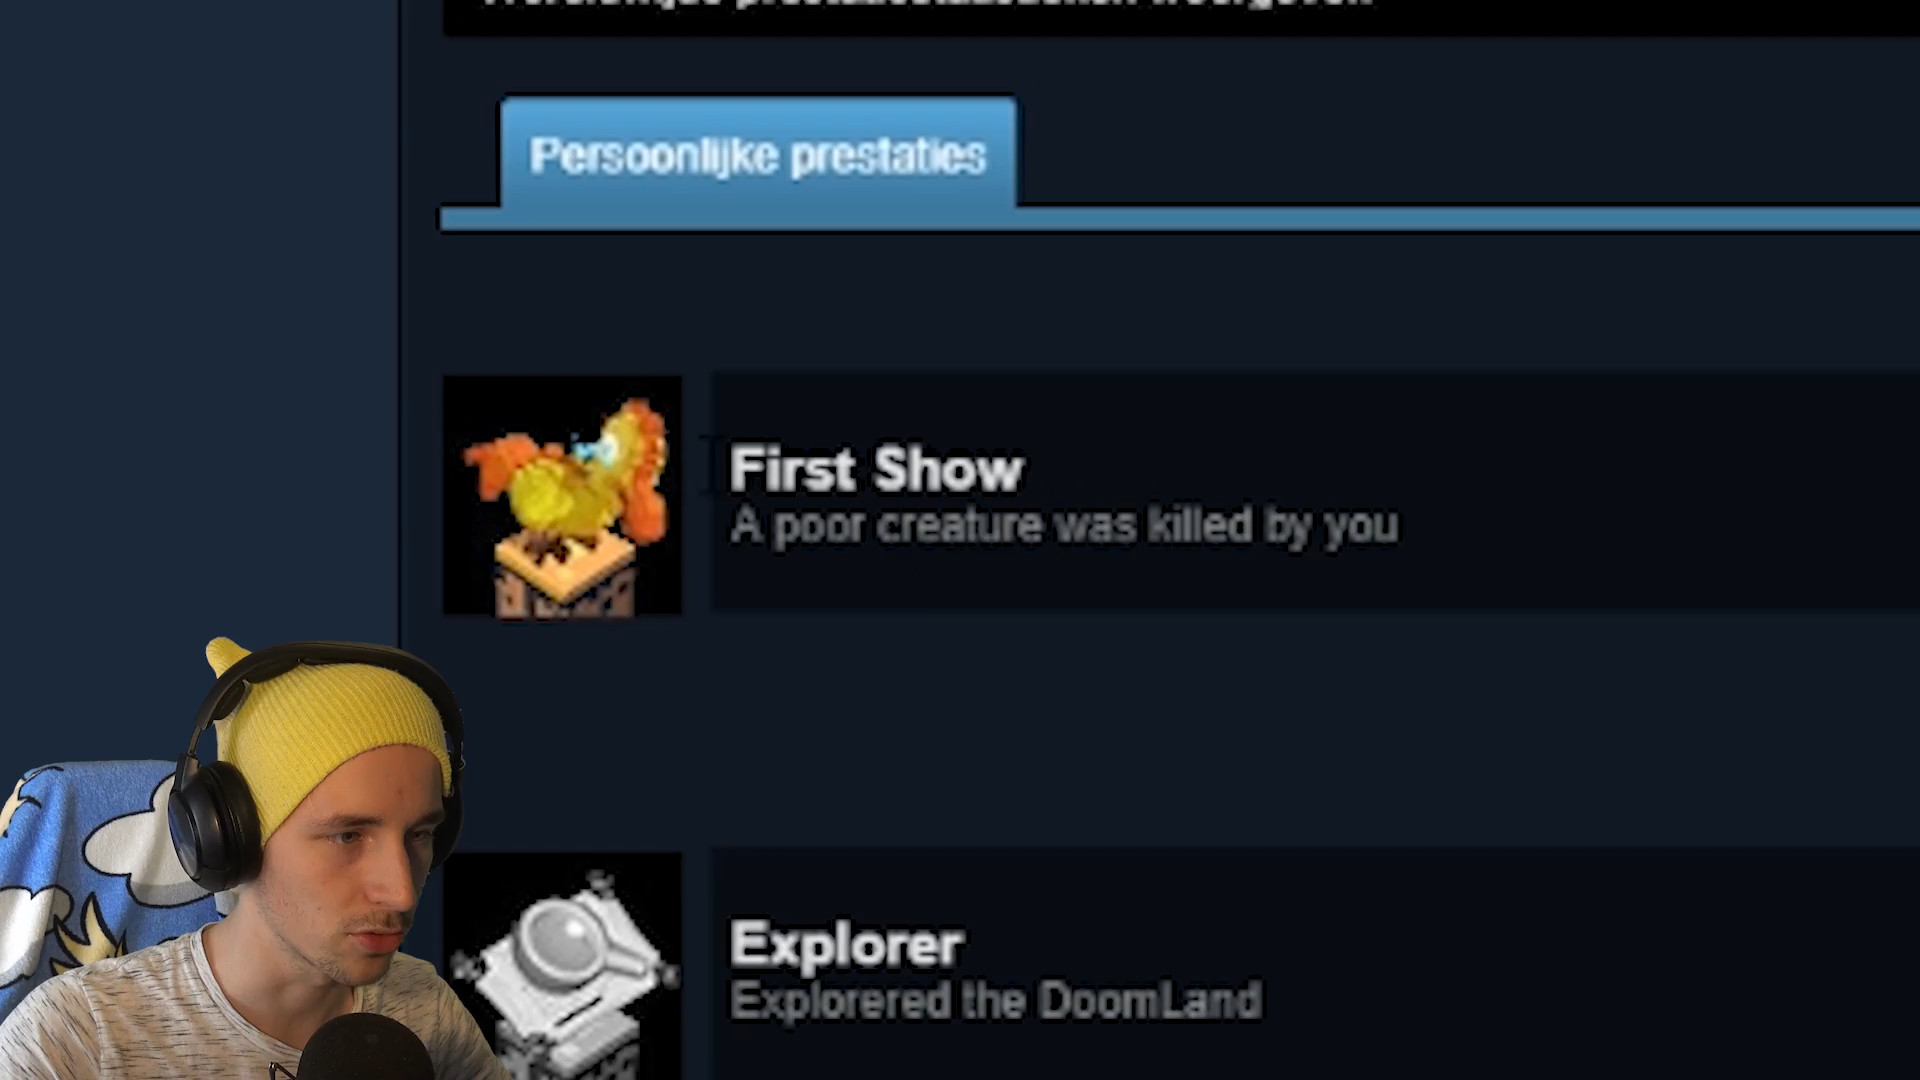 Persoonlijke prestaties
First Show
A poor creature was killed by you
Explorer
Explorered the DoomLand